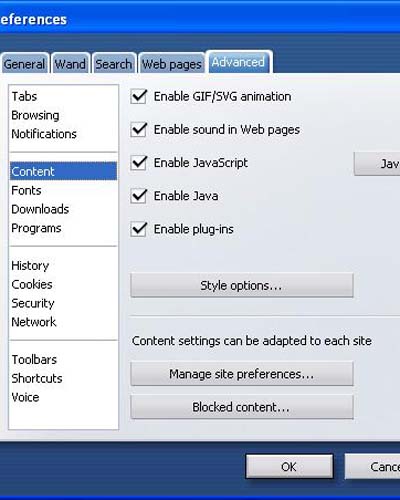 eferences
General Wand Search Web pages Advanced
Tabs
Browsing
Notifications
Content
Fonts
Downloads
Programs
History
Cookies
Security
Network
Toolbars
Shortcuts
Voice
Enable GIF/SVG animation
Enable sound in Web pages
Enable JavaScript
Jav
Enable Java
Enable plug-ins
Style options...
Content settings can be adapted to each site
Manage site preferences...
Blocked content...
OK
Cance